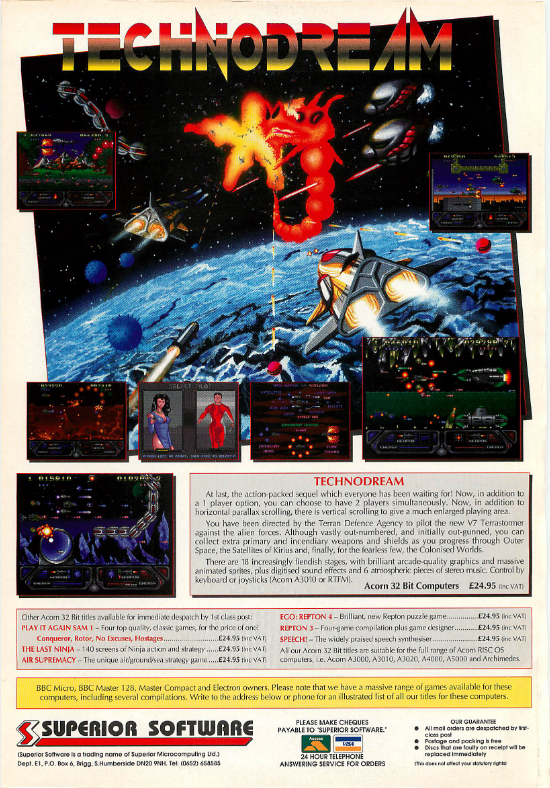 TECHNODREAM
SELECT PILOT
TECHNODREAM
At last, the action-packed sequel which everyone has been waiting for! Now, in addition to
a 1 player option, you can choose to have 2 players simultaneously. Now, in addition to
horizontal parallax scrolling, there is vertical scrolling to give a much enlarged playing area.
You have been directed by the Terran Defence Agency to pilot the new V7 Terrastormer
against the alien forces. Although vastly out-numbered, and initially out-gunned, you can
collect extra primary and incendiary weapons and shields as you progress through Outer
Space, the Satellites of Kirius and, finally, for the fearless few, the Colonised Worlds.
There are 18 increasingly fiendish stages, with brilliant arcade-quality graphics and massive
animated sprites, plus digitised sound effects and 6 atmospheric pieces of stereo music. Control by
keyboard or joysticks (Acorn A3010 or RTFM).
Acorn 32 Bit Computers £24.95 (inc VAT)
Other Acorn 32 Bit titles available for immediate despatch by 1st class post:
PLAY IT AGAIN SAM 1 – Four top quality, classic games, for the price of one!
Conqueror, Rotor, No Excuses, Hostages....................£24.95 (inc VAT)
THE LAST NINJA – 140 screens of Ninja action and strategy ......£24.95 (inc VAT)
AIR SUPREMACY – The unique air/ground/sea strategy game ....£24.95 (inc VAT)
EGO: REPTON 4 – Brilliant, new Repton puzzle game...............£24.95 (inc VAT)
REPTON 3 – Four-game compilation plus game designer............£24.95 (inc VAT)
SPEECH! – The widely praised speech synthesiser....................£24.95 (inc VAT)
All our Acorn 32 Bit titles are suitable for the full range of Acorn RISC OS
computers, i.e. Acorn A3000, A3010, A3020, A4000, A5000 and Archimedes.
BBC Micro, BBC Master 128, Master Compact and Electron owners. Please note that we have a massive range of games available for these
computers, including several compilations. Write to the address below or phone for an illustrated list of all our titles for these computers.
SUPERIOR SOFTWARE
(Superior Software is a trading name of Superior Microcomputing Ltd.)
Dept. E1, P.O. Box 6, Brigg, S.Humberside DN20 9NH. Tel: (0652) 658585
PLEASE MAKE CHEQUES
PAYABLE TO "SUPERIOR SOFTWARE."
Access
VISA
24 HOUR TELEPHONE
ANSWERING SERVICE FOR ORDERS
OUR GUARANTEE
● All mail orders are despatched by first-
class post
● Postage and packing is free
● Discs that are faulty on receipt will be
replaced immediately
(This does not affect your statutory rights)